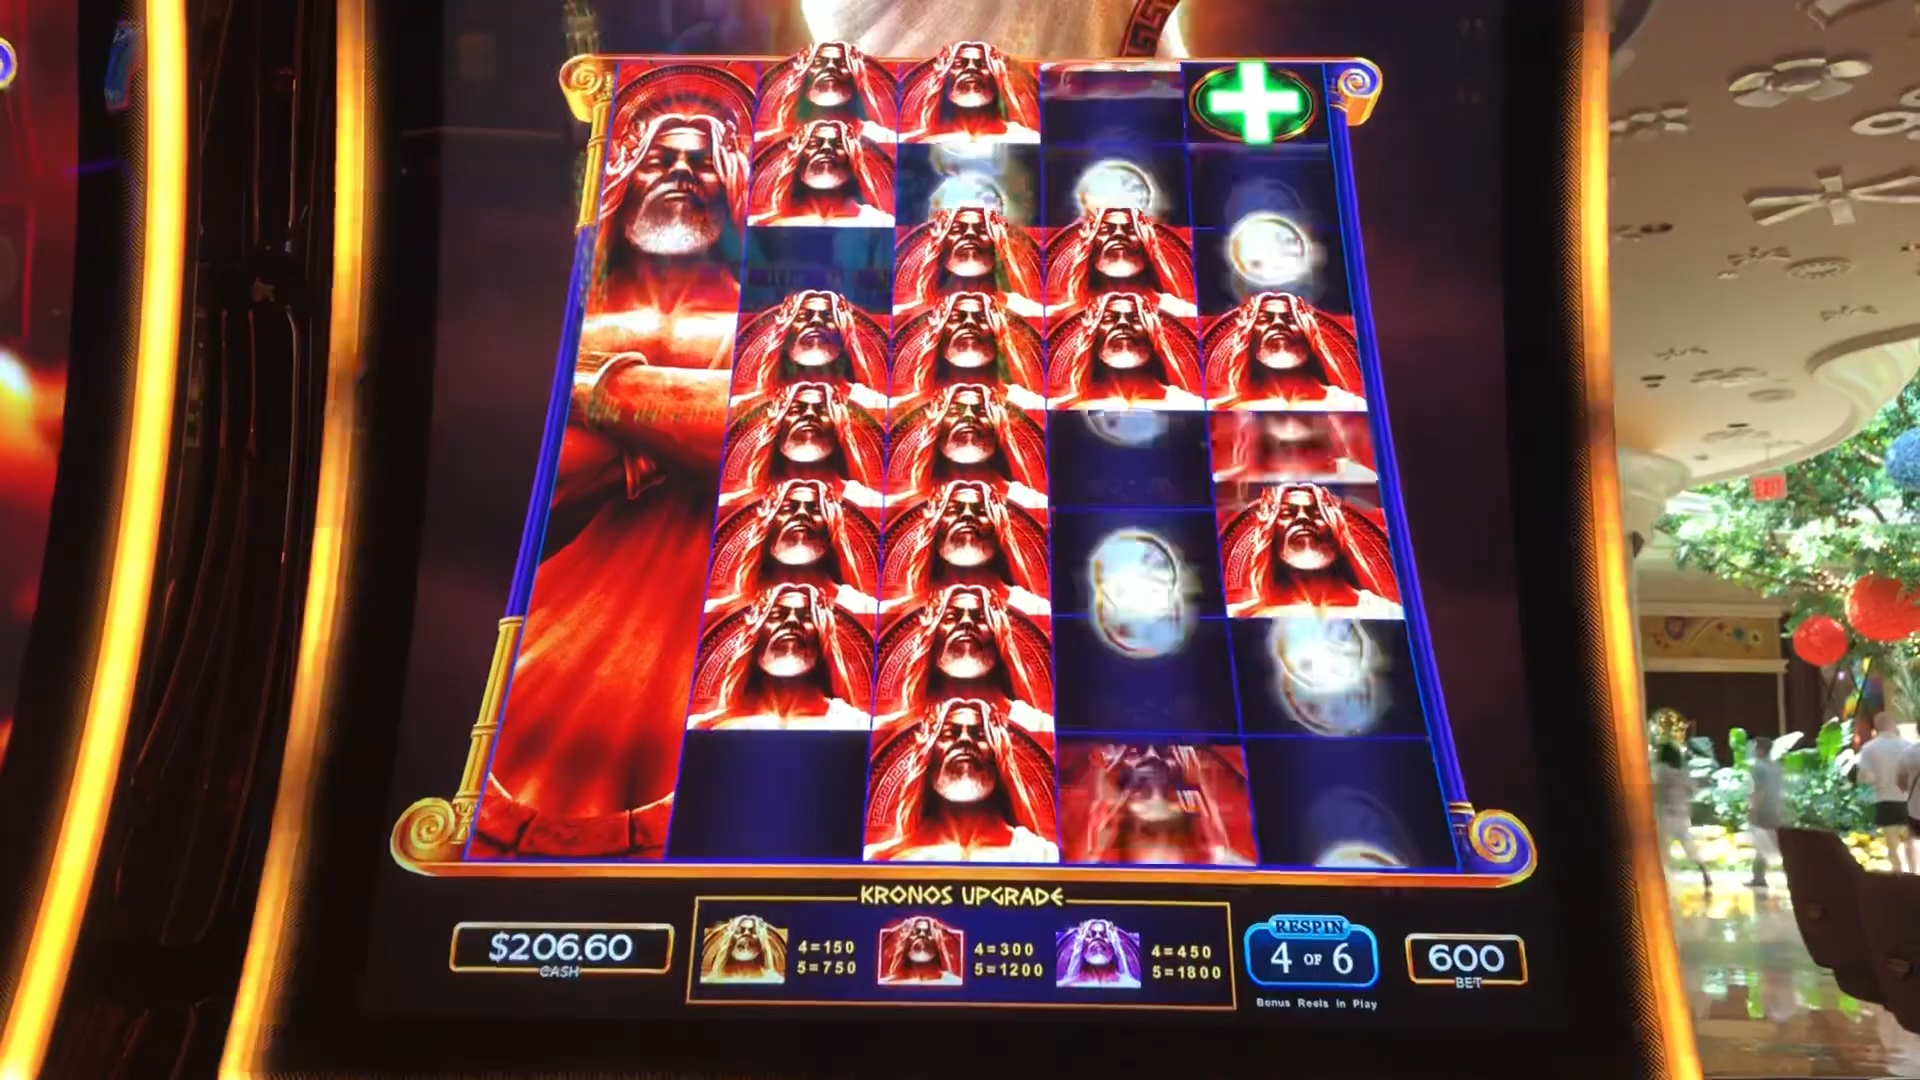 KRONOS UPGRADE
$206.60
CASH
4=150
5=750
4=300
5=1200
4=450
5=1800
RESPIN
4 OF 6
Bonus Reels in Play
600
BET
EXIT